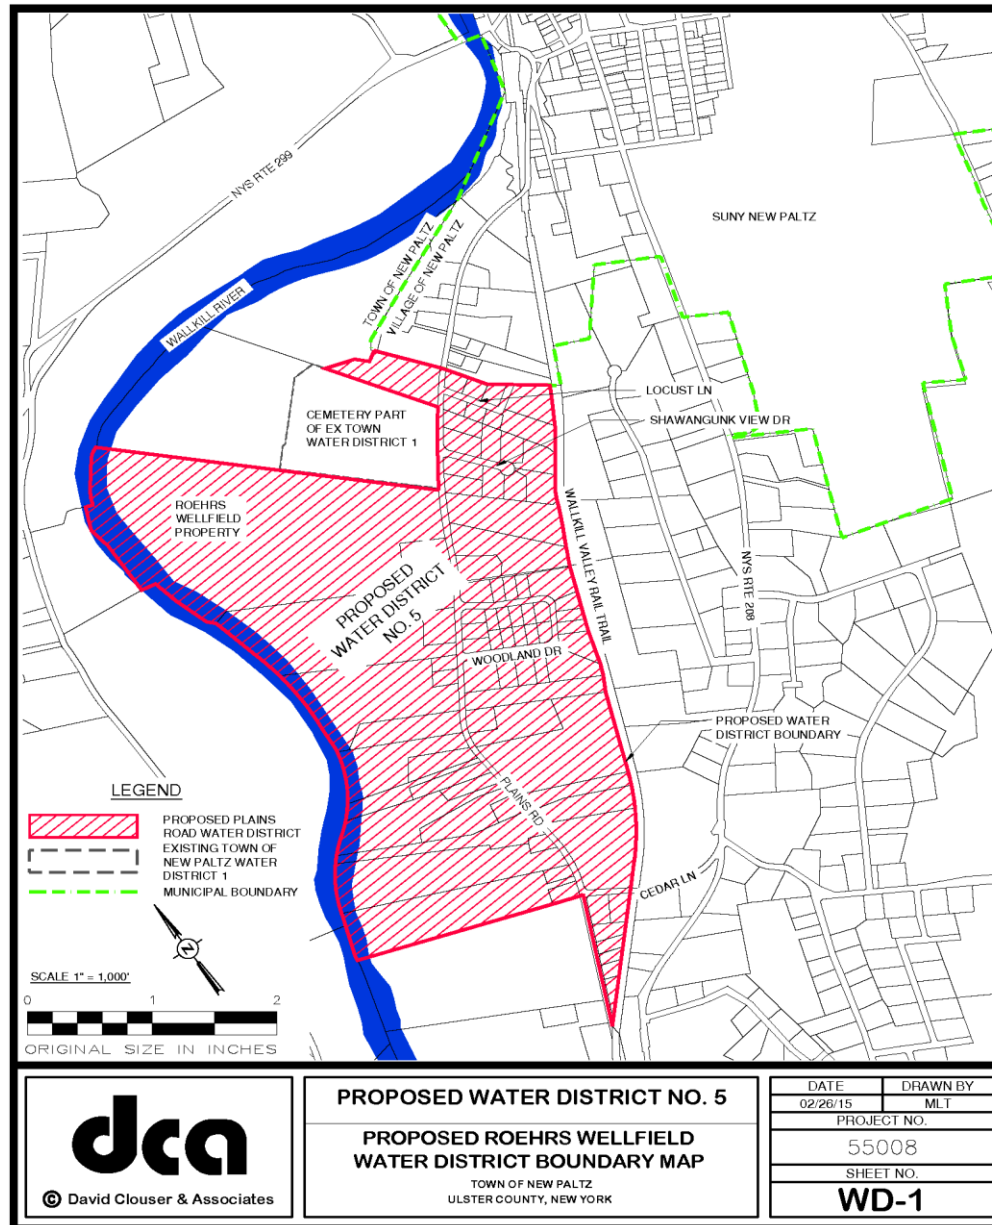 NYS RTE 299
SUNY NEW PALTZ
TOWN OF NEW PALTZ
VILLAGE OF NEW PALTZ
WALLKILL RIVER
LOCUST LN
CEMETERY PART
OF EX TOWN
WATER DISTRICT 1
SHAWANGUNK VIEW DR
ROEHRS
WELLFIELD
PROPERTY
WALLKILL VALLEY RAIL TRAIL
NYS RTE 208
PROPOSED
WATER DISTRICT
NO. 5
WOODLAND DR
PROPOSED WATER
DISTRICT BOUNDARY
PLAINS RD
CEDAR LN
LEGEND
PROPOSED PLAINS
ROAD WATER DISTRICT
EXISTING TOWN OF
NEW PALTZ WATER
DISTRICT 1
MUNICIPAL BOUNDARY
N
SCALE 1" = 1,000'
0 1 2
ORIGINAL SIZE IN INCHES
dca
© David Clouser & Associates
PROPOSED WATER DISTRICT NO. 5
PROPOSED ROEHRS WELLFIELD
WATER DISTRICT BOUNDARY MAP
TOWN OF NEW PALTZ
ULSTER COUNTY, NEW YORK
DATE DRAWN BY
02/26/15 MLT
PROJECT NO.
55008
SHEET NO.
WD-1